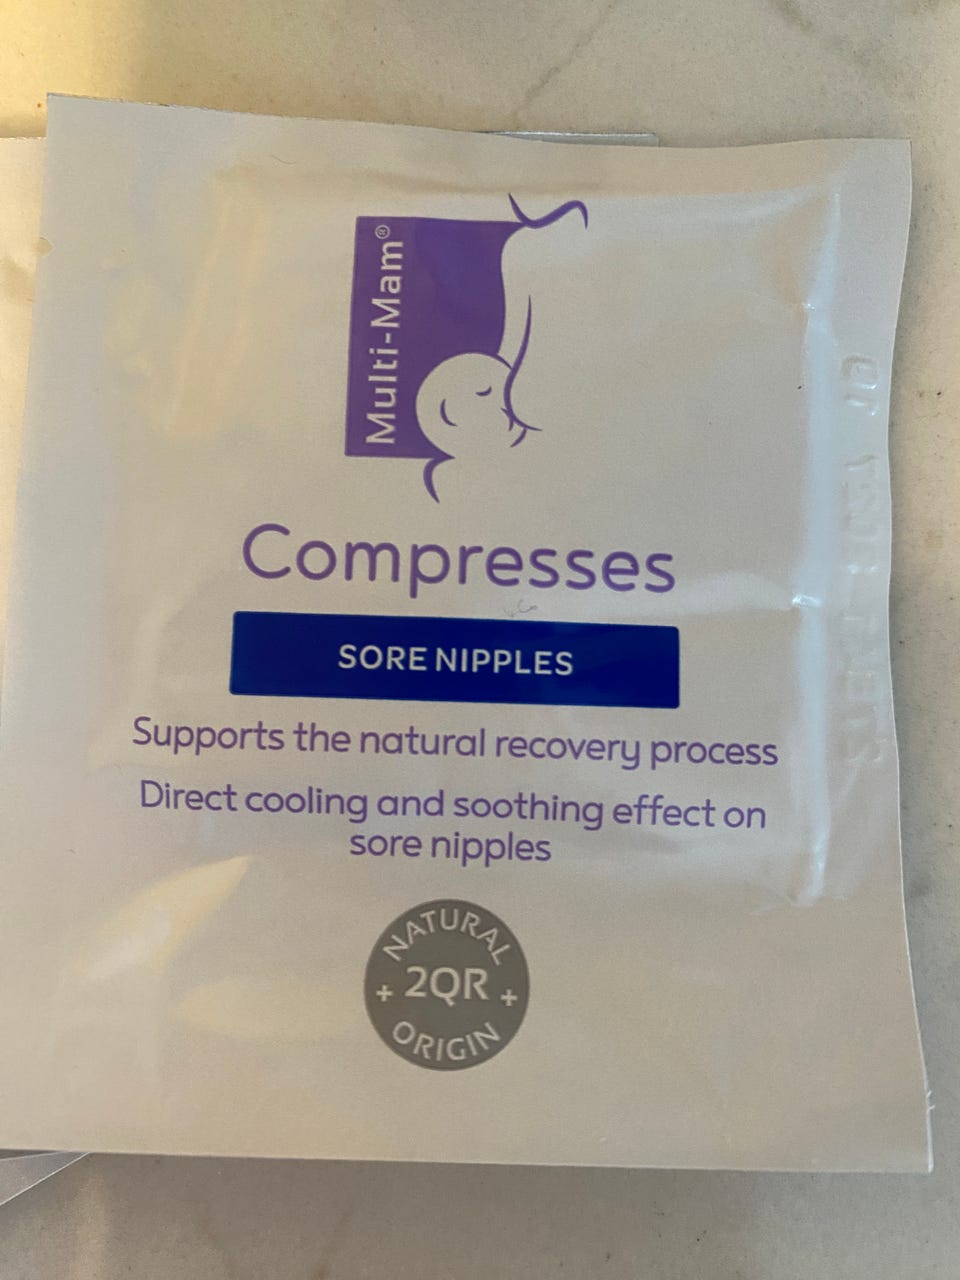 Multi-Mam®
Compresses
SORE NIPPLES
Supports the natural recovery process
Direct cooling and soothing effect on
sore nipples
NATURAL
+ 2QR +
ORIGIN